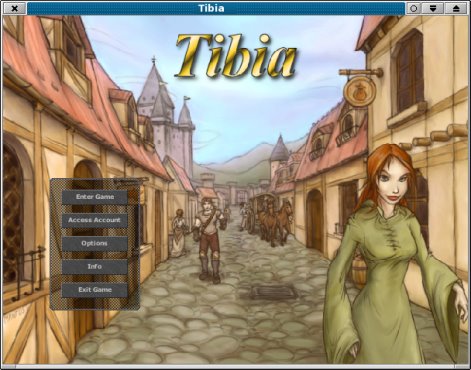 Tibia
Tibia
Enter Game
Access Account
Options
Info
Exit Game